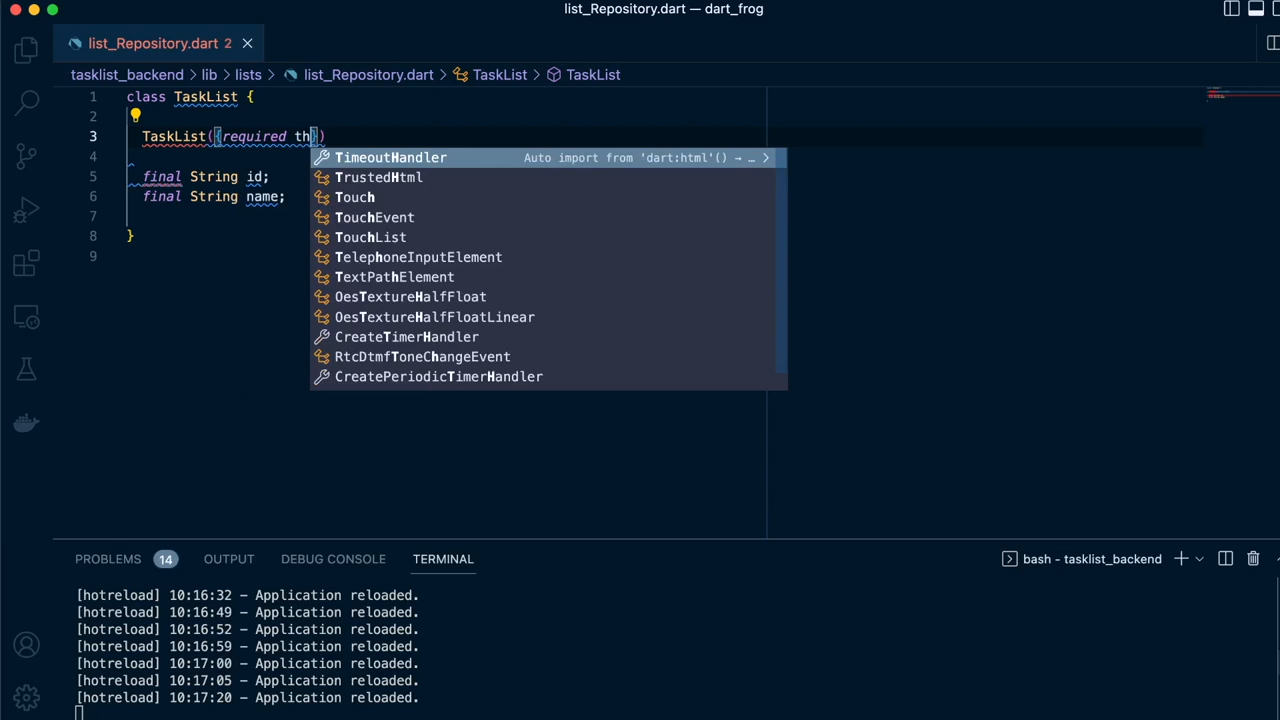 list_Repository.dart — dart_frog
list_Repository.dart 2
tasklist_backend › lib › lists › list_Repository.dart › TaskList › TaskList
1 class TaskList {
2
3 TaskList({required th})
4
5 final String id;
6 final String name;
7
8 }
9
TimeoutHandler Auto import from 'dart:html'() → …
TrustedHtml
Touch
TouchEvent
TouchList
TelephoneInputElement
TextPathElement
OesTextureHalfFloat
OesTextureHalfFloatLinear
CreateTimerHandler
RtcDtmfToneChangeEvent
CreatePeriodicTimerHandler
PROBLEMS 14 OUTPUT DEBUG CONSOLE TERMINAL bash - tasklist_backend
[hotreload] 10:16:32 – Application reloaded.
[hotreload] 10:16:49 – Application reloaded.
[hotreload] 10:16:52 – Application reloaded.
[hotreload] 10:16:59 – Application reloaded.
[hotreload] 10:17:00 – Application reloaded.
[hotreload] 10:17:05 – Application reloaded.
[hotreload] 10:17:20 – Application reloaded.